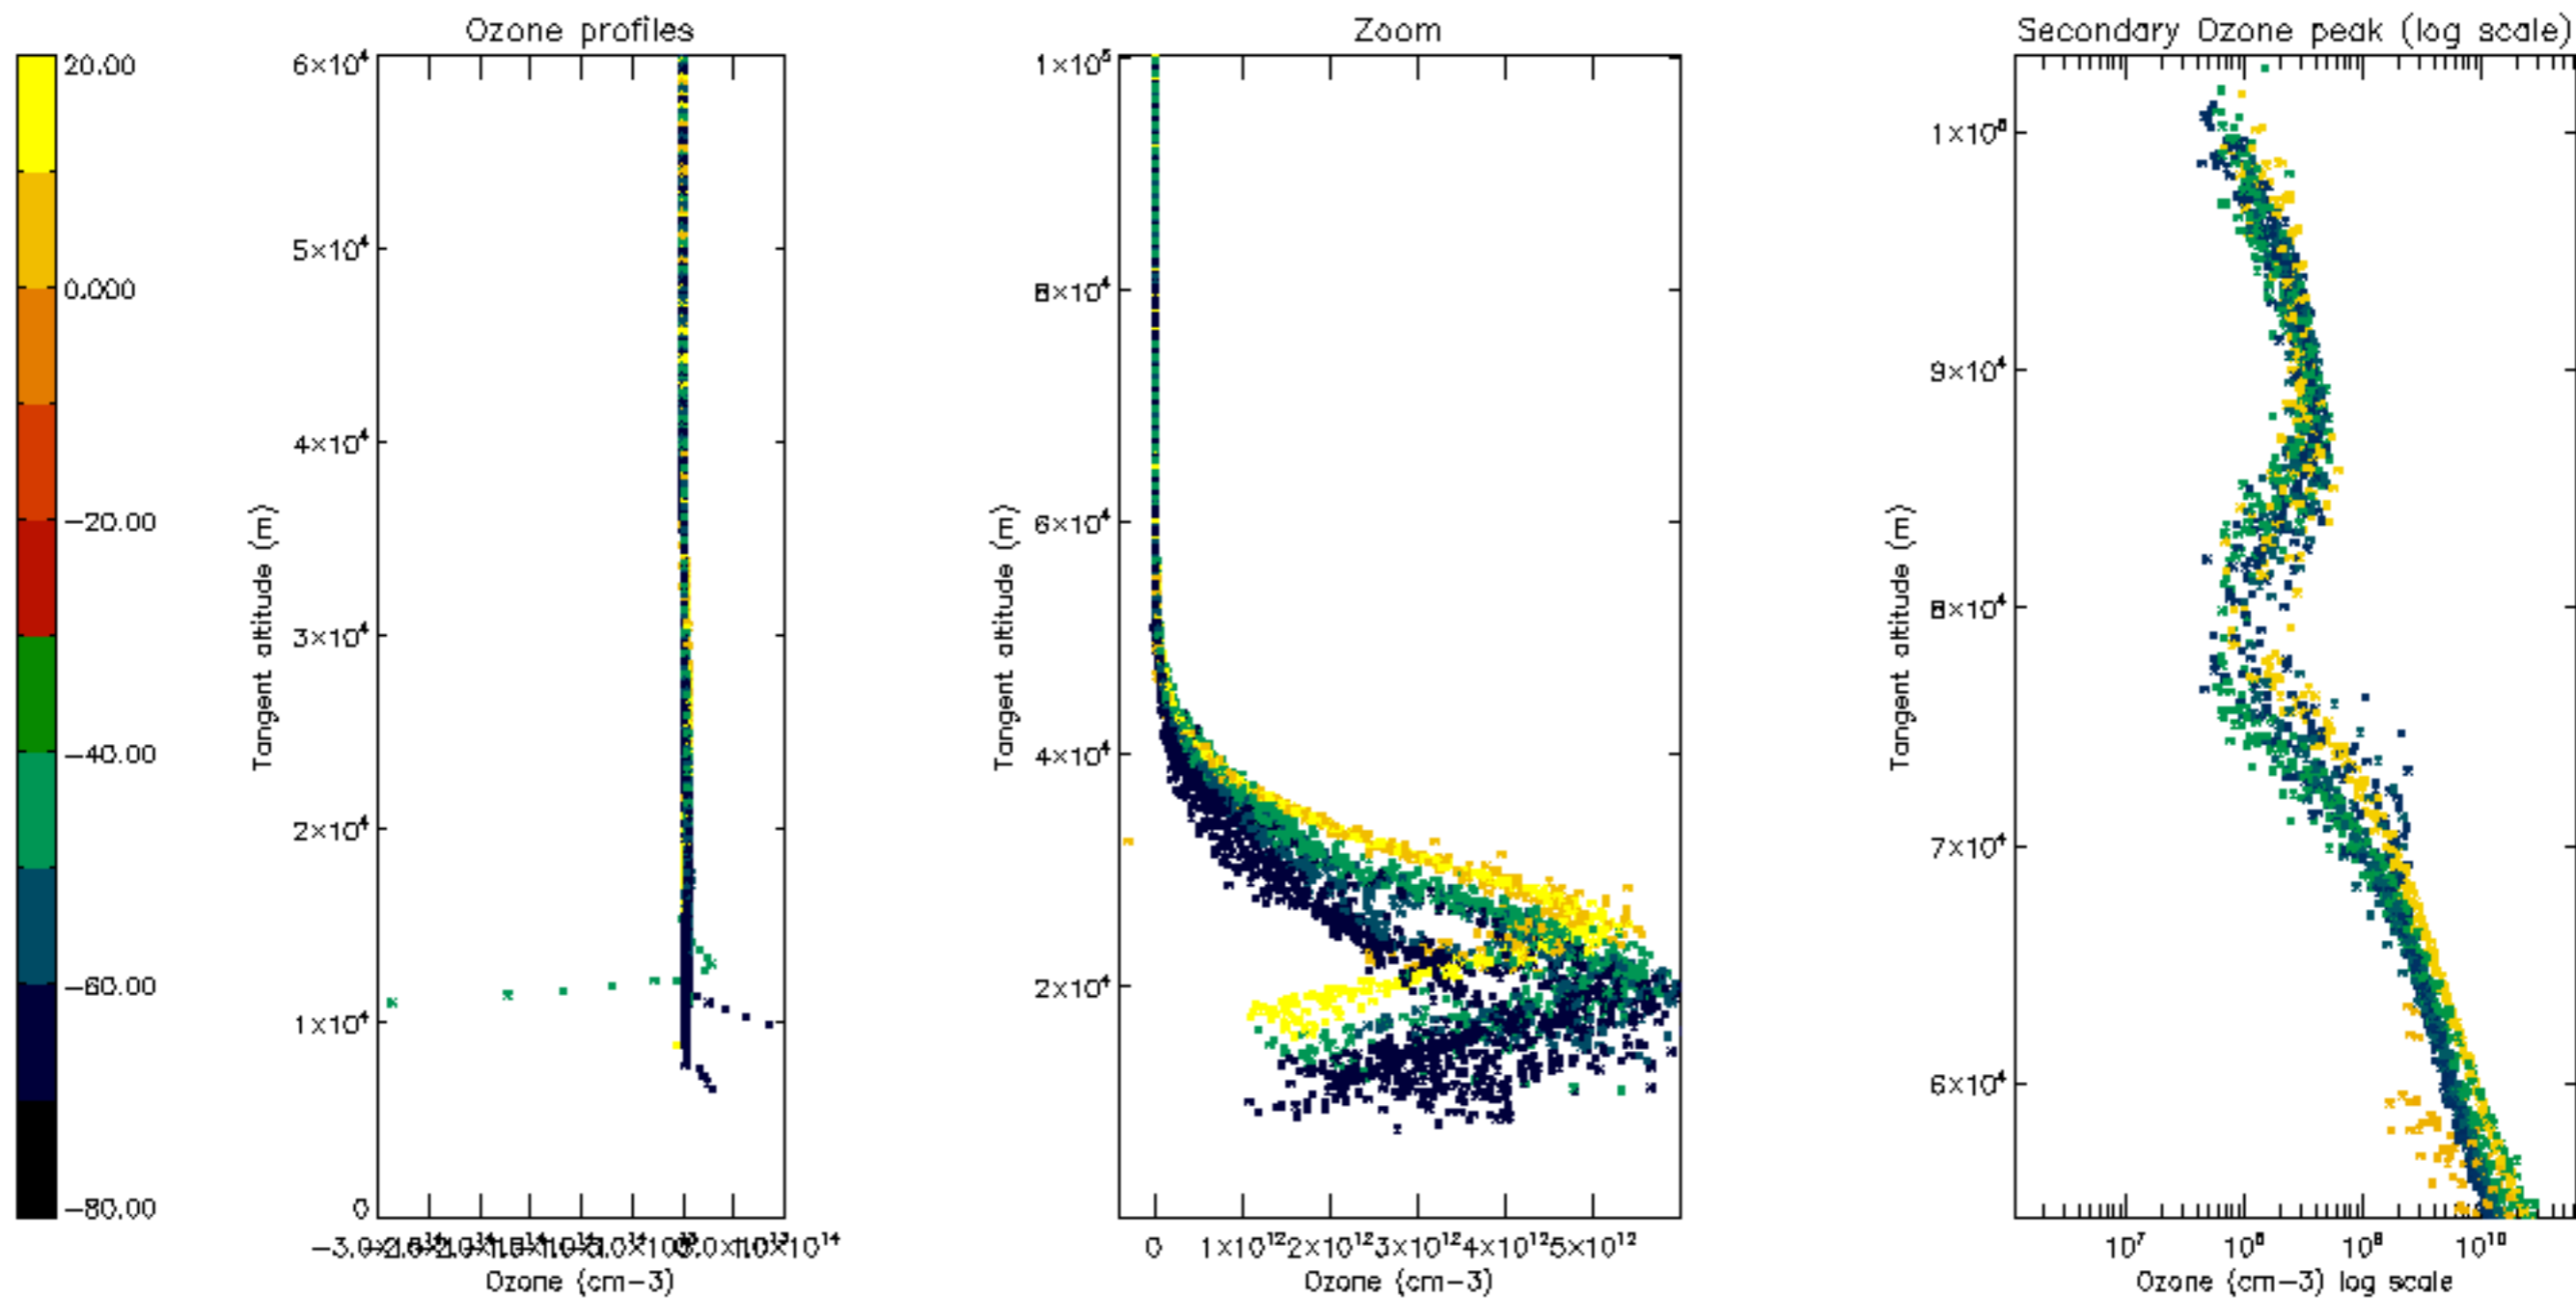 Ozone profiles
Zoom
Secondary Ozone peak (log scale)
20.00
0.000
−20.00
−40.00
−60.00
−80.00
6×10⁴
5×10⁴
4×10⁴
3×10⁴
2×10⁴
1×10⁴
0
Tangent altitude (m)
Ozone (cm−3)
1×10⁵
8×10⁴
6×10⁴
4×10⁴
2×10⁴
Tangent altitude (m)
0 1×10¹² 2×10¹² 3×10¹² 4×10¹² 5×10¹²
Ozone (cm−3)
9×10⁴
8×10⁴
7×10⁴
6×10⁴
Tangent altitude (m)
10⁷ 10⁸ 10⁹ 10¹⁰
Ozone (cm−3) log scale